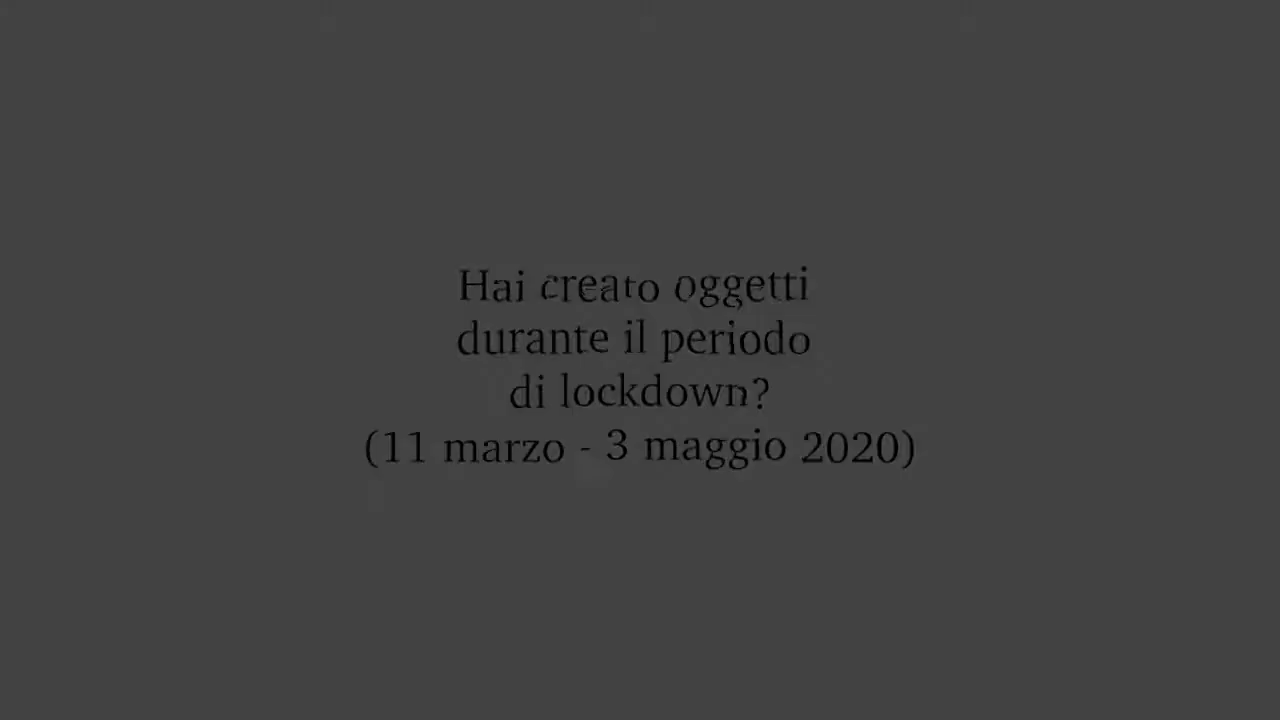 Hai creato oggetti
durante il periodo
di lockdown?
(11 marzo - 3 maggio 2020)